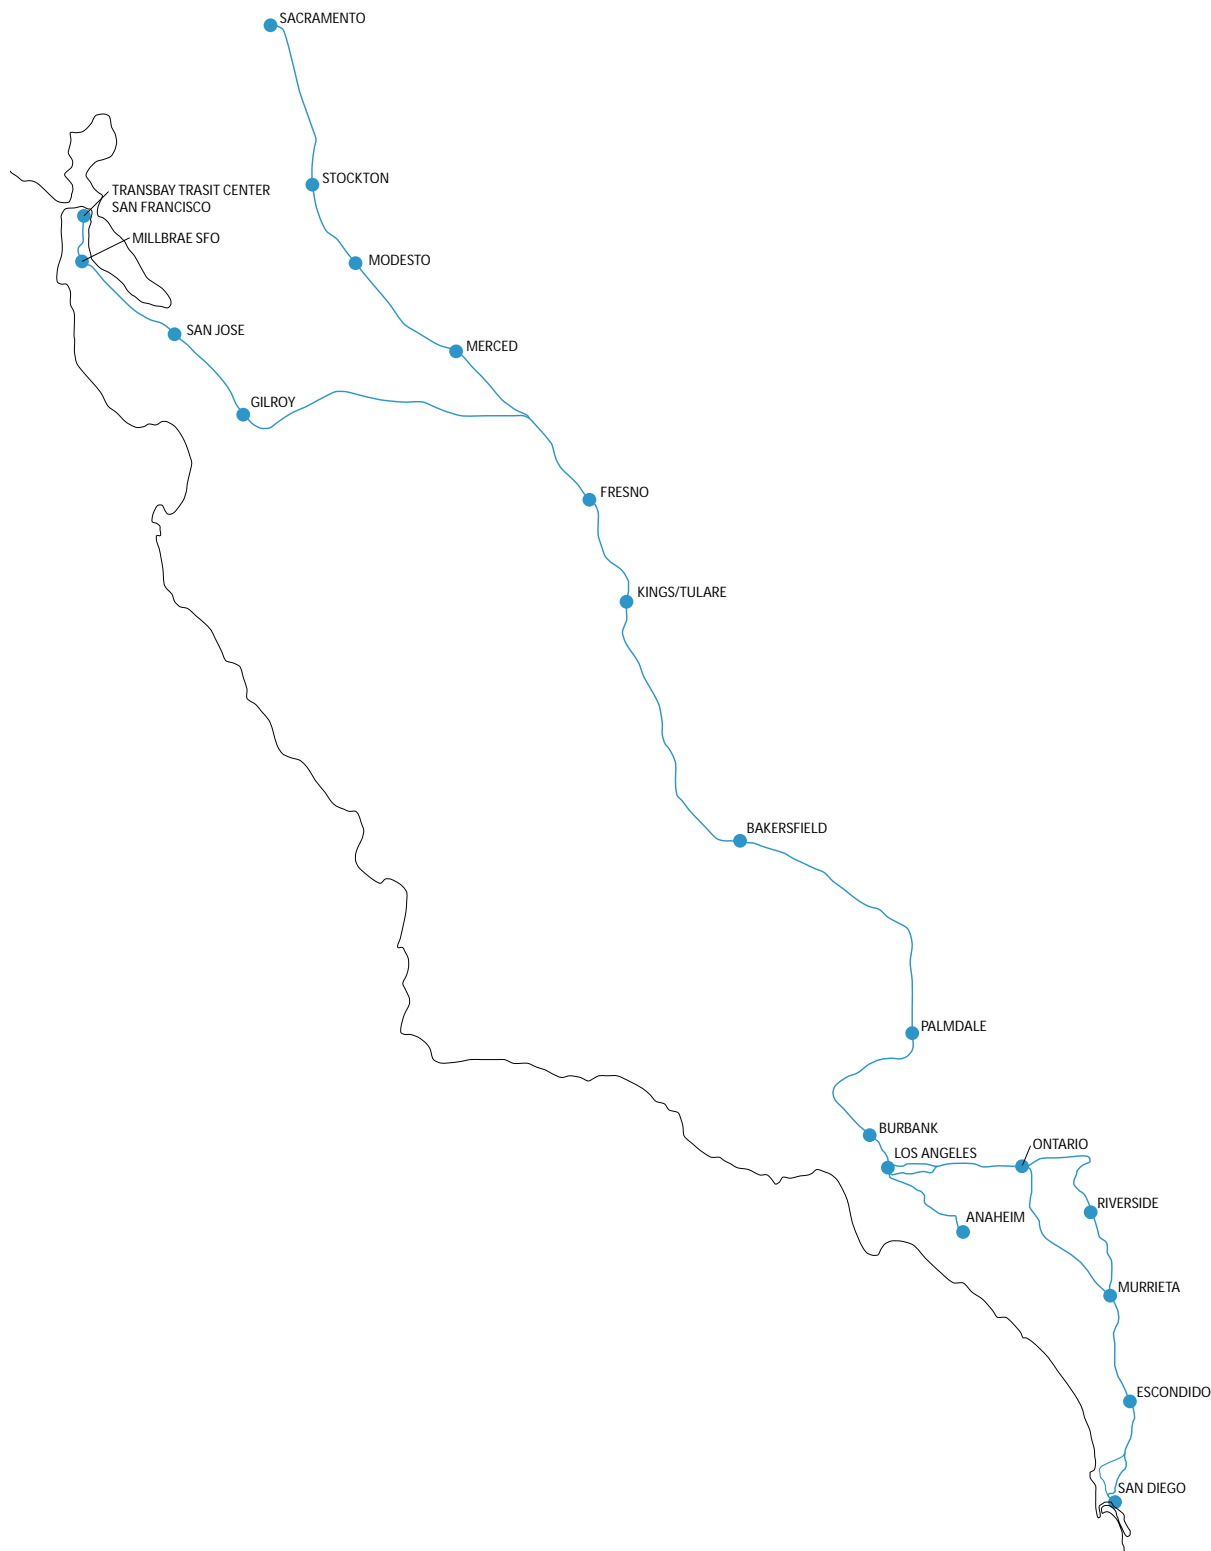 SACRAMENTO
STOCKTON
TRANSBAY TRASIT CENTER
SAN FRANCISCO
MILLBRAE SFO
MODESTO
SAN JOSE
MERCED
GILROY
FRESNO
KINGS/TULARE
BAKERSFIELD
PALMDALE
BURBANK
LOS ANGELES
ONTARIO
RIVERSIDE
ANAHEIM
MURRIETA
ESCONDIDO
SAN DIEGO